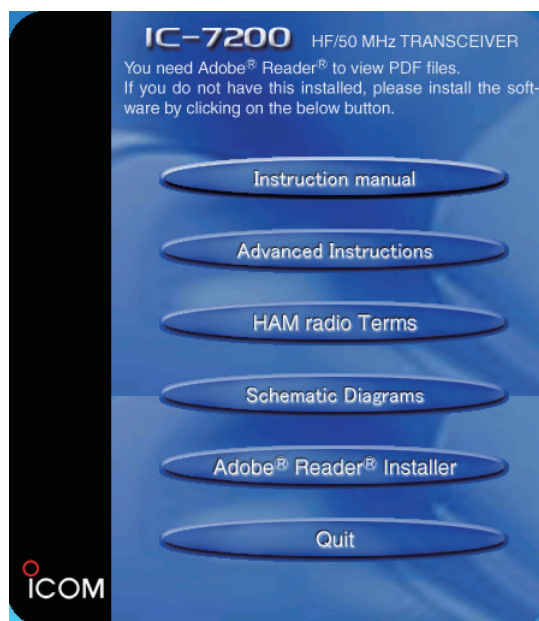 IC-7200 HF/50 MHz TRANSCEIVER
You need Adobe® Reader® to view PDF files.
If you do not have this installed, please install the soft-
ware by clicking on the below button.
Instruction manual
Advanced Instructions
HAM radio Terms
Schematic Diagrams
Adobe® Reader® Installer
Quit
ICOM